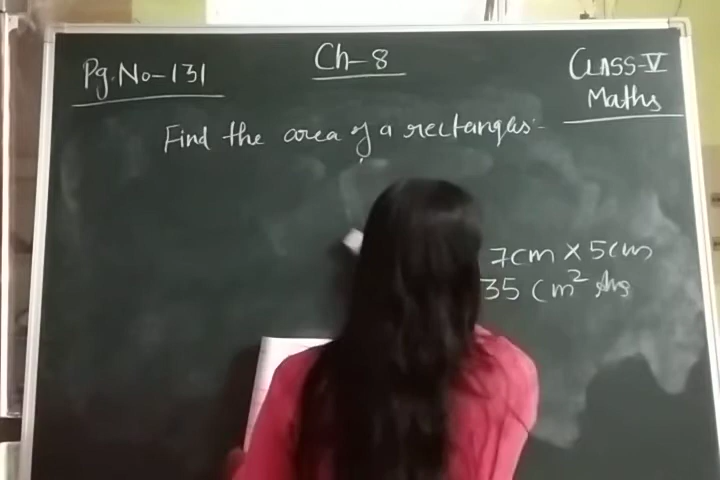 Pg.No-131
Ch-8
CLASS-V
Maths
Find the area of a rectangles:-
7cm × 5cm
35 cm² Ans